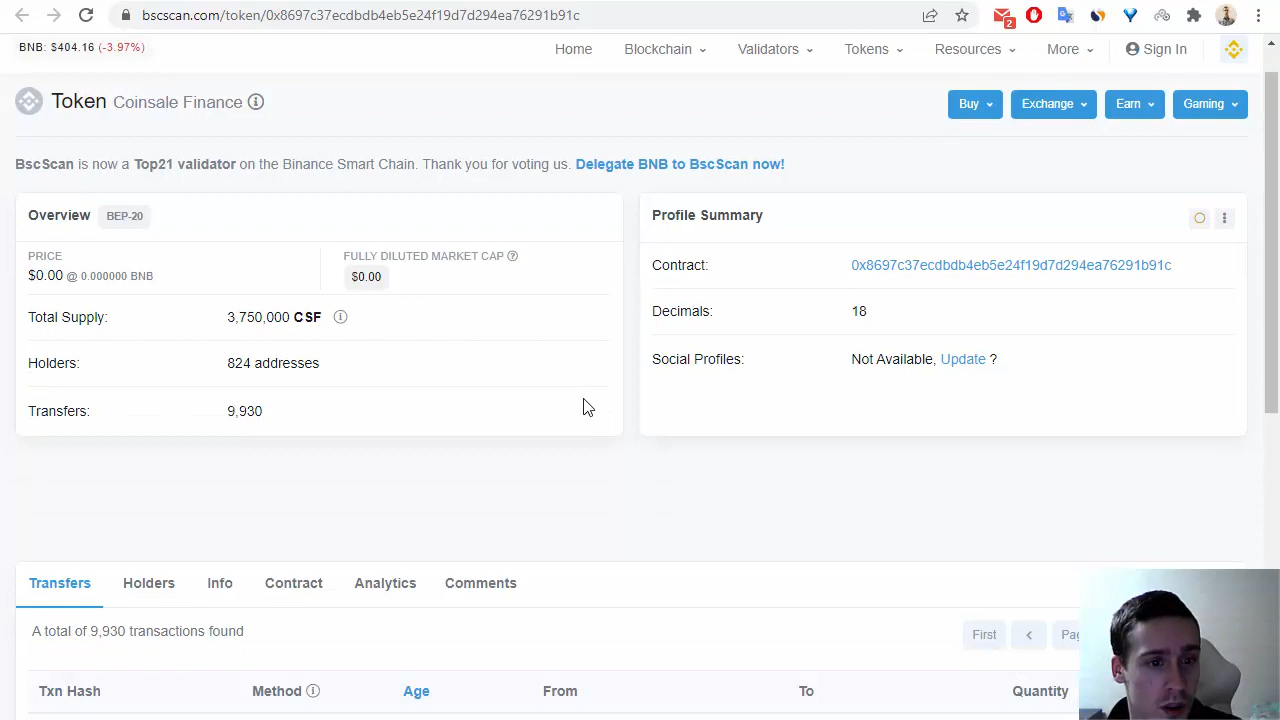 bscscan.com/token/0x8697c37ecdbdb4eb5e24f19d7d294ea76291b91c
2
BNB: $404.16 (-3.97%)
Home Blockchain Validators Tokens Resources More Sign In
Token Coinsale Finance
Buy Exchange Earn Gaming
BscScan is now a Top21 validator on the Binance Smart Chain. Thank you for voting us. Delegate BNB to BscScan now!
Overview BEP-20
PRICE
$0.00 @ 0.000000 BNB
FULLY DILUTED MARKET CAP
$0.00
Total Supply: 3,750,000 CSF
Holders: 824 addresses
Transfers: 9,930
Profile Summary
Contract: 0x8697c37ecdbdb4eb5e24f19d7d294ea76291b91c
Decimals: 18
Social Profiles: Not Available, Update ?
Transfers Holders Info Contract Analytics Comments
A total of 9,930 transactions found
First
Txn Hash Method Age From To Quantity